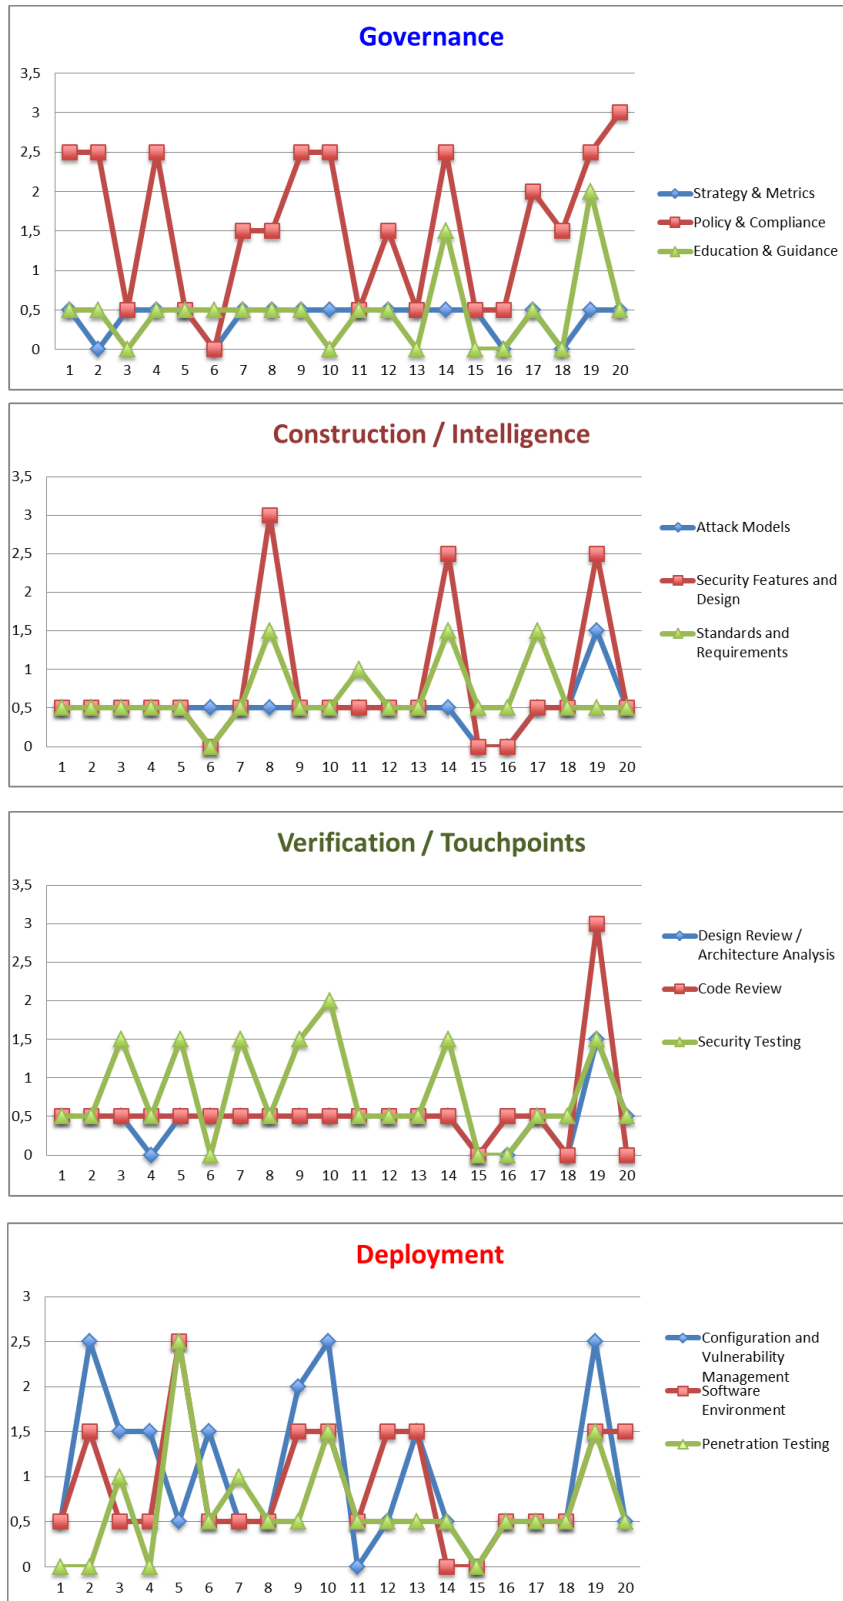 Governance
3,5
3
2,5
2
1,5
1
0,5
0
1 2 3 4 5 6 7 8 9 10 11 12 13 14 15 16 17 18 19 20
Strategy & Metrics
Policy & Compliance
Education & Guidance
Construction / Intelligence
3,5
3
2,5
2
1,5
1
0,5
0
1 2 3 4 5 6 7 8 9 10 11 12 13 14 15 16 17 18 19 20
Attack Models
Security Features and
Design
Standards and
Requirements
Verification / Touchpoints
3,5
3
2,5
2
1,5
1
0,5
0
1 2 3 4 5 6 7 8 9 10 11 12 13 14 15 16 17 18 19 20
Design Review /
Architecture Analysis
Code Review
Security Testing
Deployment
3
2,5
2
1,5
1
0,5
0
1 2 3 4 5 6 7 8 9 10 11 12 13 14 15 16 17 18 19 20
Configuration and
Vulnerability
Management
Software
Environment
Penetration Testing